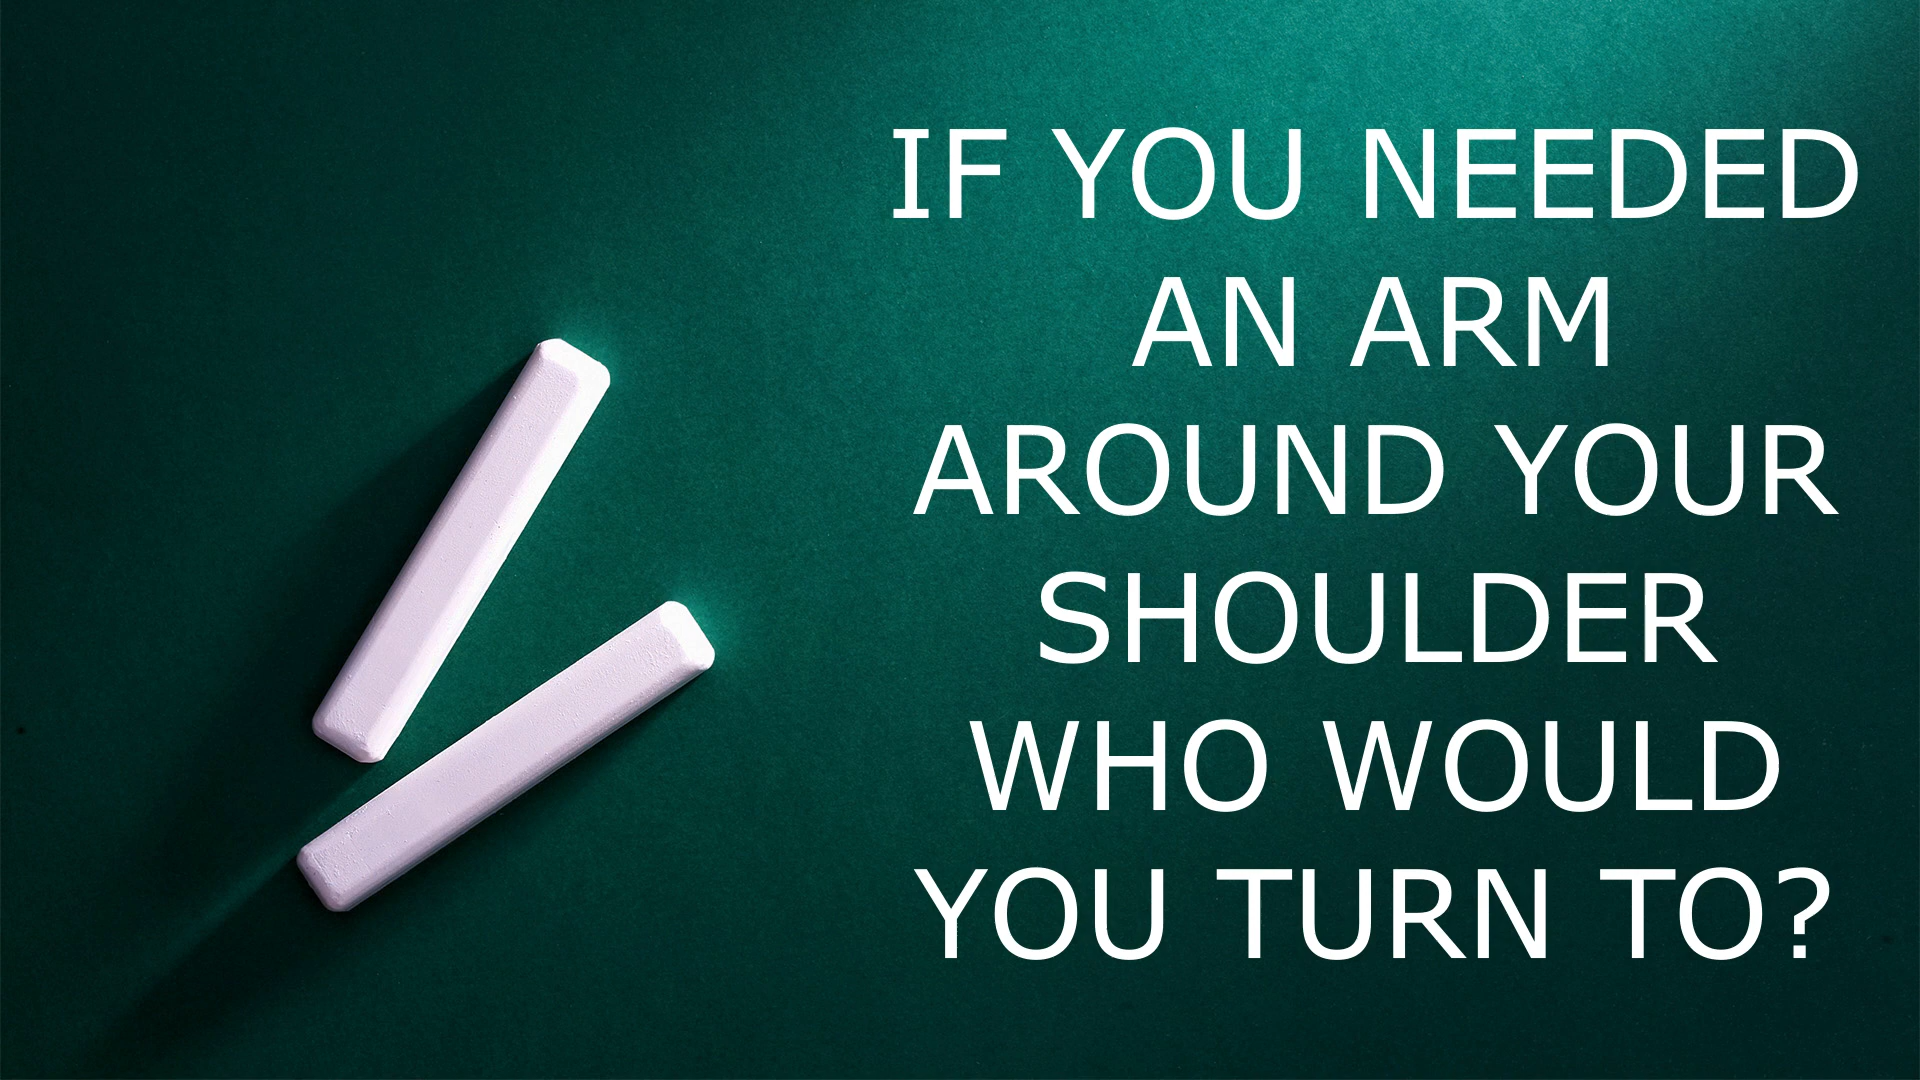 IF YOU NEEDED
AN ARM
AROUND YOUR
SHOULDER
WHO WOULD
YOU TURN TO?